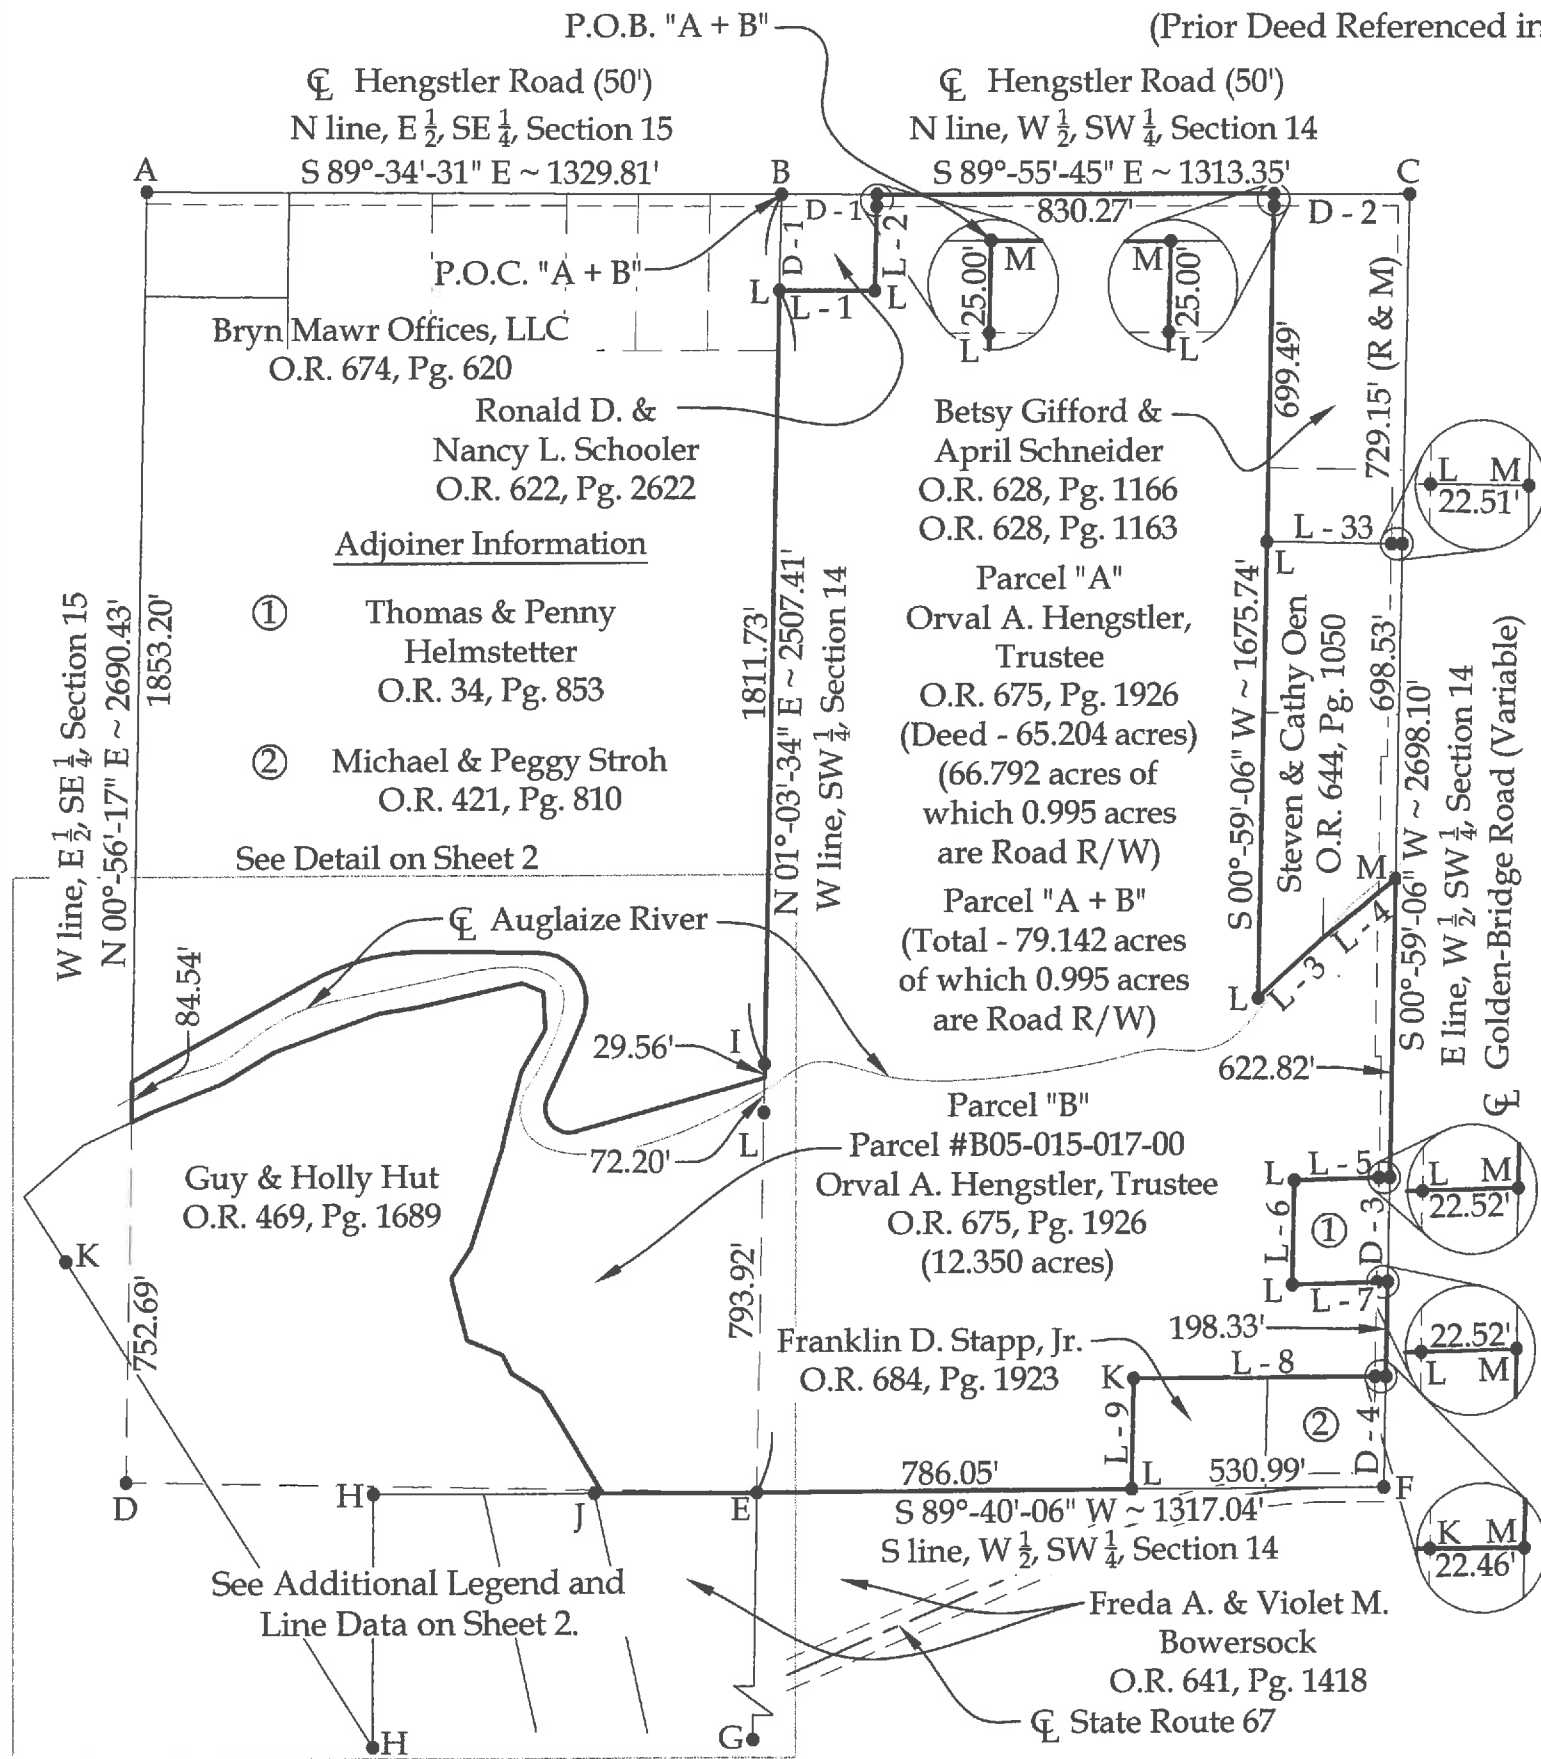 P.O.B. "A + B"
(Prior Deed Referenced in
℄ Hengstler Road (50')
N line, E ½, SE ¼, Section 15
S 89°-34'-31" E ~ 1329.81'
℄ Hengstler Road (50')
N line, W ½, SW ¼, Section 14
S 89°-55'-45" E ~ 1313.35'
A
B
C
D - 1
830.27'
D - 2
D - 1
L - 2
P.O.C. "A + B"
L
L - 1
L
M
25.00'
L
M
25.00'
L
Bryn Mawr Offices, LLC
O.R. 674, Pg. 620
Ronald D. &
Nancy L. Schooler
O.R. 622, Pg. 2622
Betsy Gifford &
April Schneider
O.R. 628, Pg. 1166
O.R. 628, Pg. 1163
699.49'
729.15' (R & M)
L M
22.51'
L - 33
L
Adjoiner Information
① Thomas & Penny
Helmstetter
O.R. 34, Pg. 853
② Michael & Peggy Stroh
O.R. 421, Pg. 810
See Detail on Sheet 2
W line, E ½, SE ¼, Section 15
N 00°-56'-17" E ~ 2690.43'
1853.20'
1811.73'
N 01°-03'-34" E ~ 2507.41'
W line, SW ¼, Section 14
Parcel "A"
Orval A. Hengstler,
Trustee
O.R. 675, Pg. 1926
(Deed - 65.204 acres)
(66.792 acres of
which 0.995 acres
are Road R/W)
Parcel "A + B"
(Total - 79.142 acres
of which 0.995 acres
are Road R/W)
S 00°-59-06" W ~ 1675.74'
Steven & Cathy Oen
O.R. 644, Pg. 1050
698.53'
S 00°-59-06" W ~ 2698.10'
E line, W ½, SW ¼, Section 14
℄ Golden-Bridge Road (Variable)
M
L - 4
L - 3
L
℄ Auglaize River
84.54'
29.56'
I
72.20'
L
622.82'
Parcel "B"
Parcel #B05-015-017-00
Orval A. Hengstler, Trustee
O.R. 675, Pg. 1926
(12.350 acres)
Guy & Holly Hut
O.R. 469, Pg. 1689
K
752.69'
793.92'
L
L - 5
L M
22.52'
L - 6
①
D - 3
L
L - 7
198.33'
22.52'
L M
Franklin D. Stapp, Jr.
O.R. 684, Pg. 1923
K
L - 8
L - 9
②
D - 4
786.05'
L
530.99'
D
H
J
E
F
S 89°-40'-06" W ~ 1317.04'
S line, W ½, SW ¼, Section 14
K M
22.46'
See Additional Legend and
Line Data on Sheet 2.
Freda A. & Violet M.
Bowersock
O.R. 641, Pg. 1418
℄ State Route 67
G
H